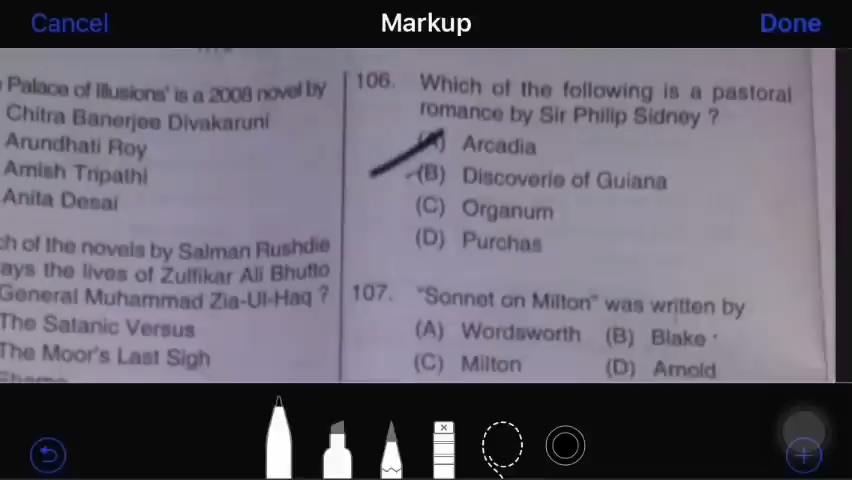 Cancel
Markup
Done
Palace of Illusions' is a 2008 novel by
Chitra Banerjee Divakaruni
Arundhati Roy
Amish Tripathi
Anita Desai
ch of the novels by Salman Rushdie
ays the lives of Zulfikar Ali Bhutto
General Muhammad Zia-Ul-Haq ?
The Satanic Versus
The Moor's Last Sigh
106. Which of the following is a pastoral
romance by Sir Philip Sidney ?
(A) Arcadia
(B) Discoverie of Guiana
(C) Organum
(D) Purchas
107. "Sonnet on Milton" was written by
(A) Wordsworth (B) Blake
(C) Milton (D) Arnold